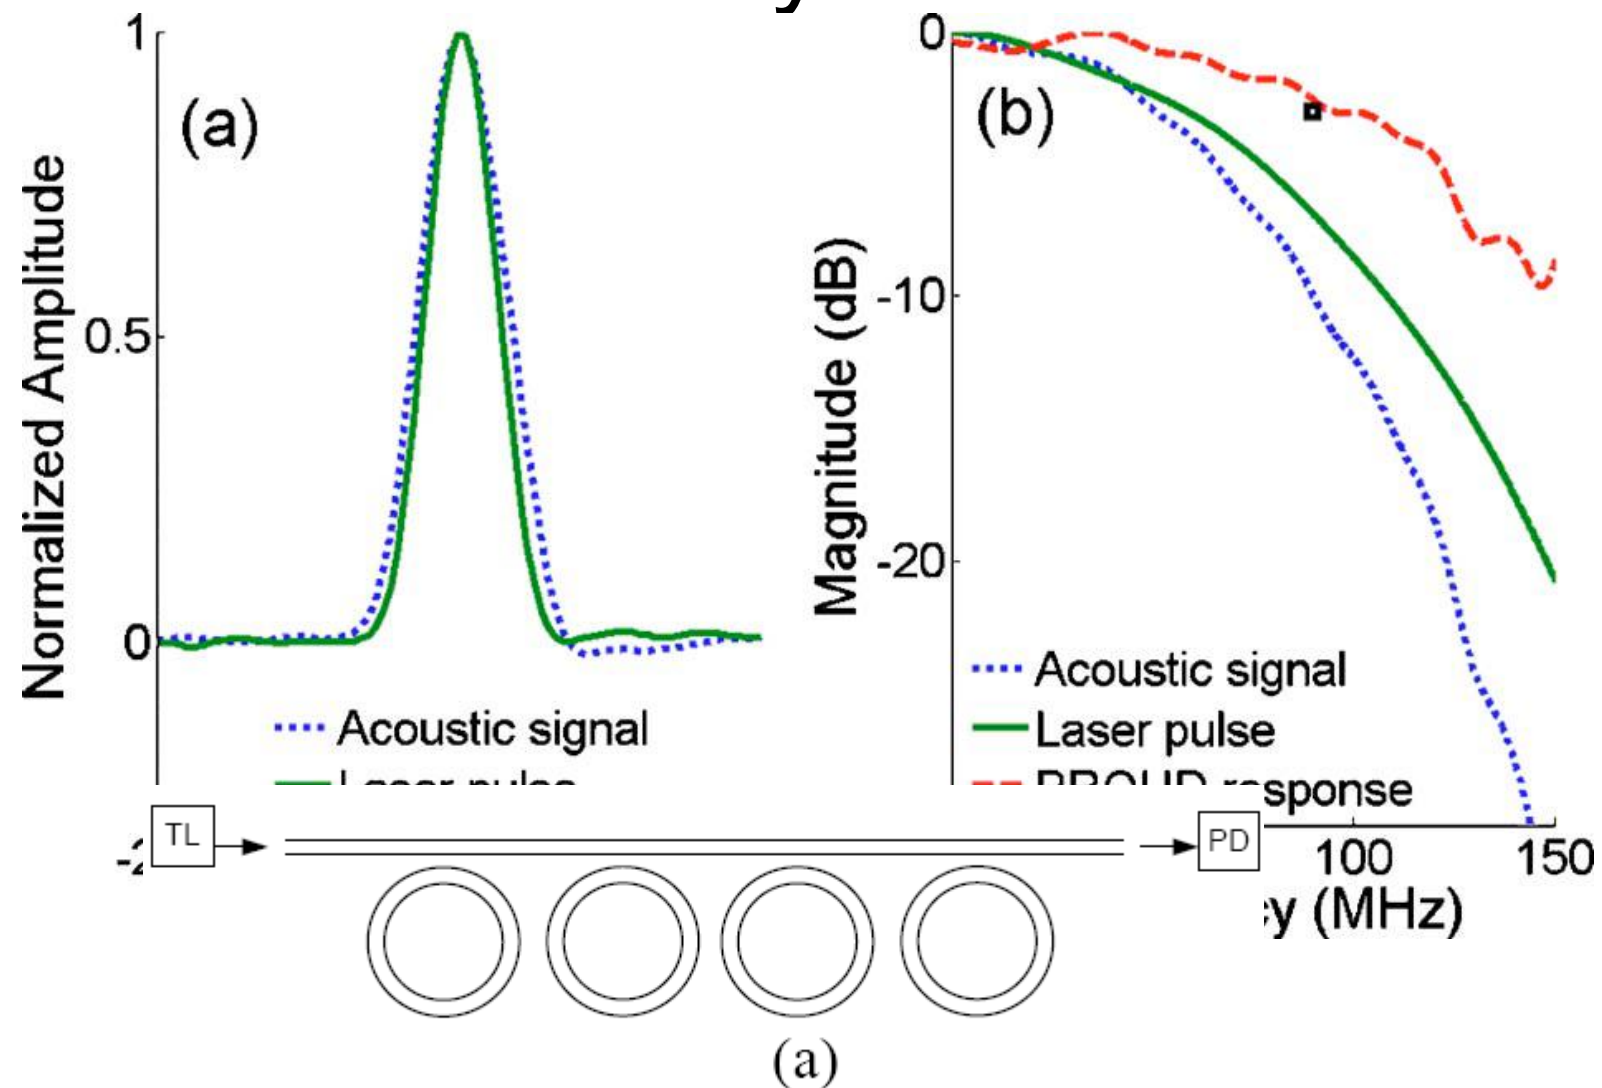 1
0.5
0
Normalized Amplitude
(a)
Acoustic signal
0
-10
-20
Magnitude (dB)
(b)
Acoustic signal
Laser pulse
response
100
150
(MHz)
TL
PD
(a)